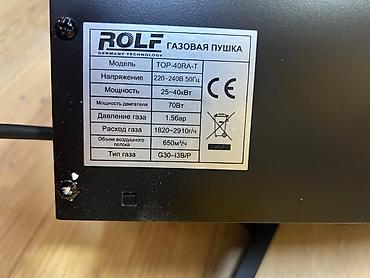 ROLF ГАЗОВАЯ ПУШКА
GERMANY TECHNOLOGY
Модель TOP-40RA-T
Напряжение 220-240В 50Гц
Мощность 25~40кВт
Мощность двигателя 70Вт
Давление газа 1.5бар
Расход газа 1820~2910г/ч
Объем воздушного потока 650м³/ч
Тип газа G30-I3B/P
CE